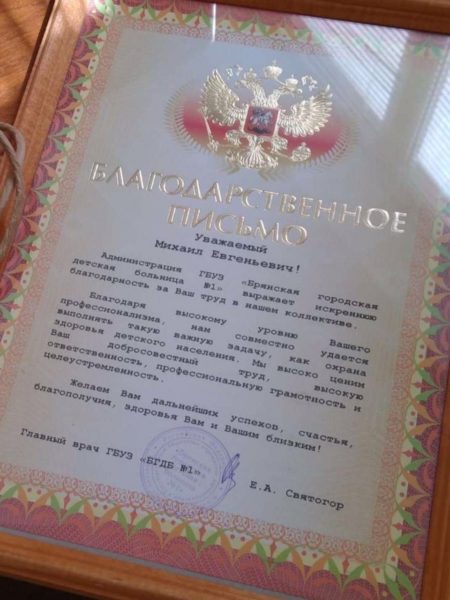 БЛАГОДАРСТВЕННОЕ
ПИСЬМО
Уважаемый
Михаил Евгеньевич!
Администрация ГБУЗ «Брянская городская
детская больница №1» выражает искреннюю
благодарность за Ваш труд в нашем коллективе.
Благодаря высокому уровню Вашего
профессионализма, нам совместно удается
выполнять такую важную задачу, как охрана
здоровья детского населения. Мы высоко ценим
Ваш добросовестный труд, высокую
ответственность, профессиональную грамотность и
целеустремленность.
Желаем Вам дальнейших успехов, счастья,
благополучия, здоровья Вам и Вашим близким!
Главный врач ГБУЗ «БГДБ №1»
Е.А. Святогор